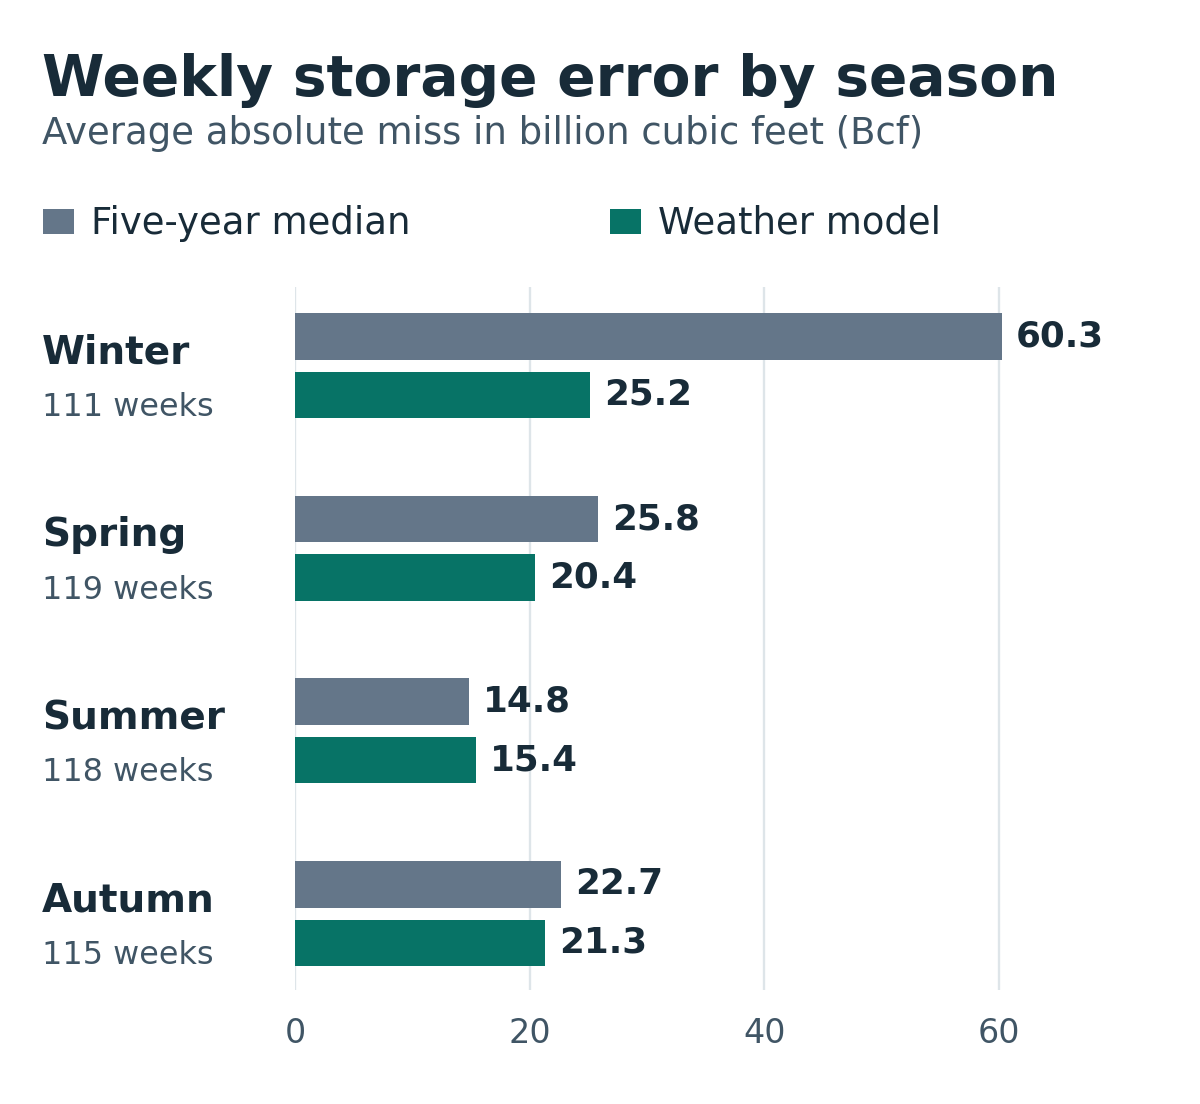 Weekly storage error by season
Average absolute miss in billion cubic feet (Bcf)
Five-year median
Weather model
Winter
111 weeks
60.3
25.2
Spring
119 weeks
25.8
20.4
Summer
118 weeks
14.8
15.4
Autumn
115 weeks
22.7
21.3
0 20 40 60